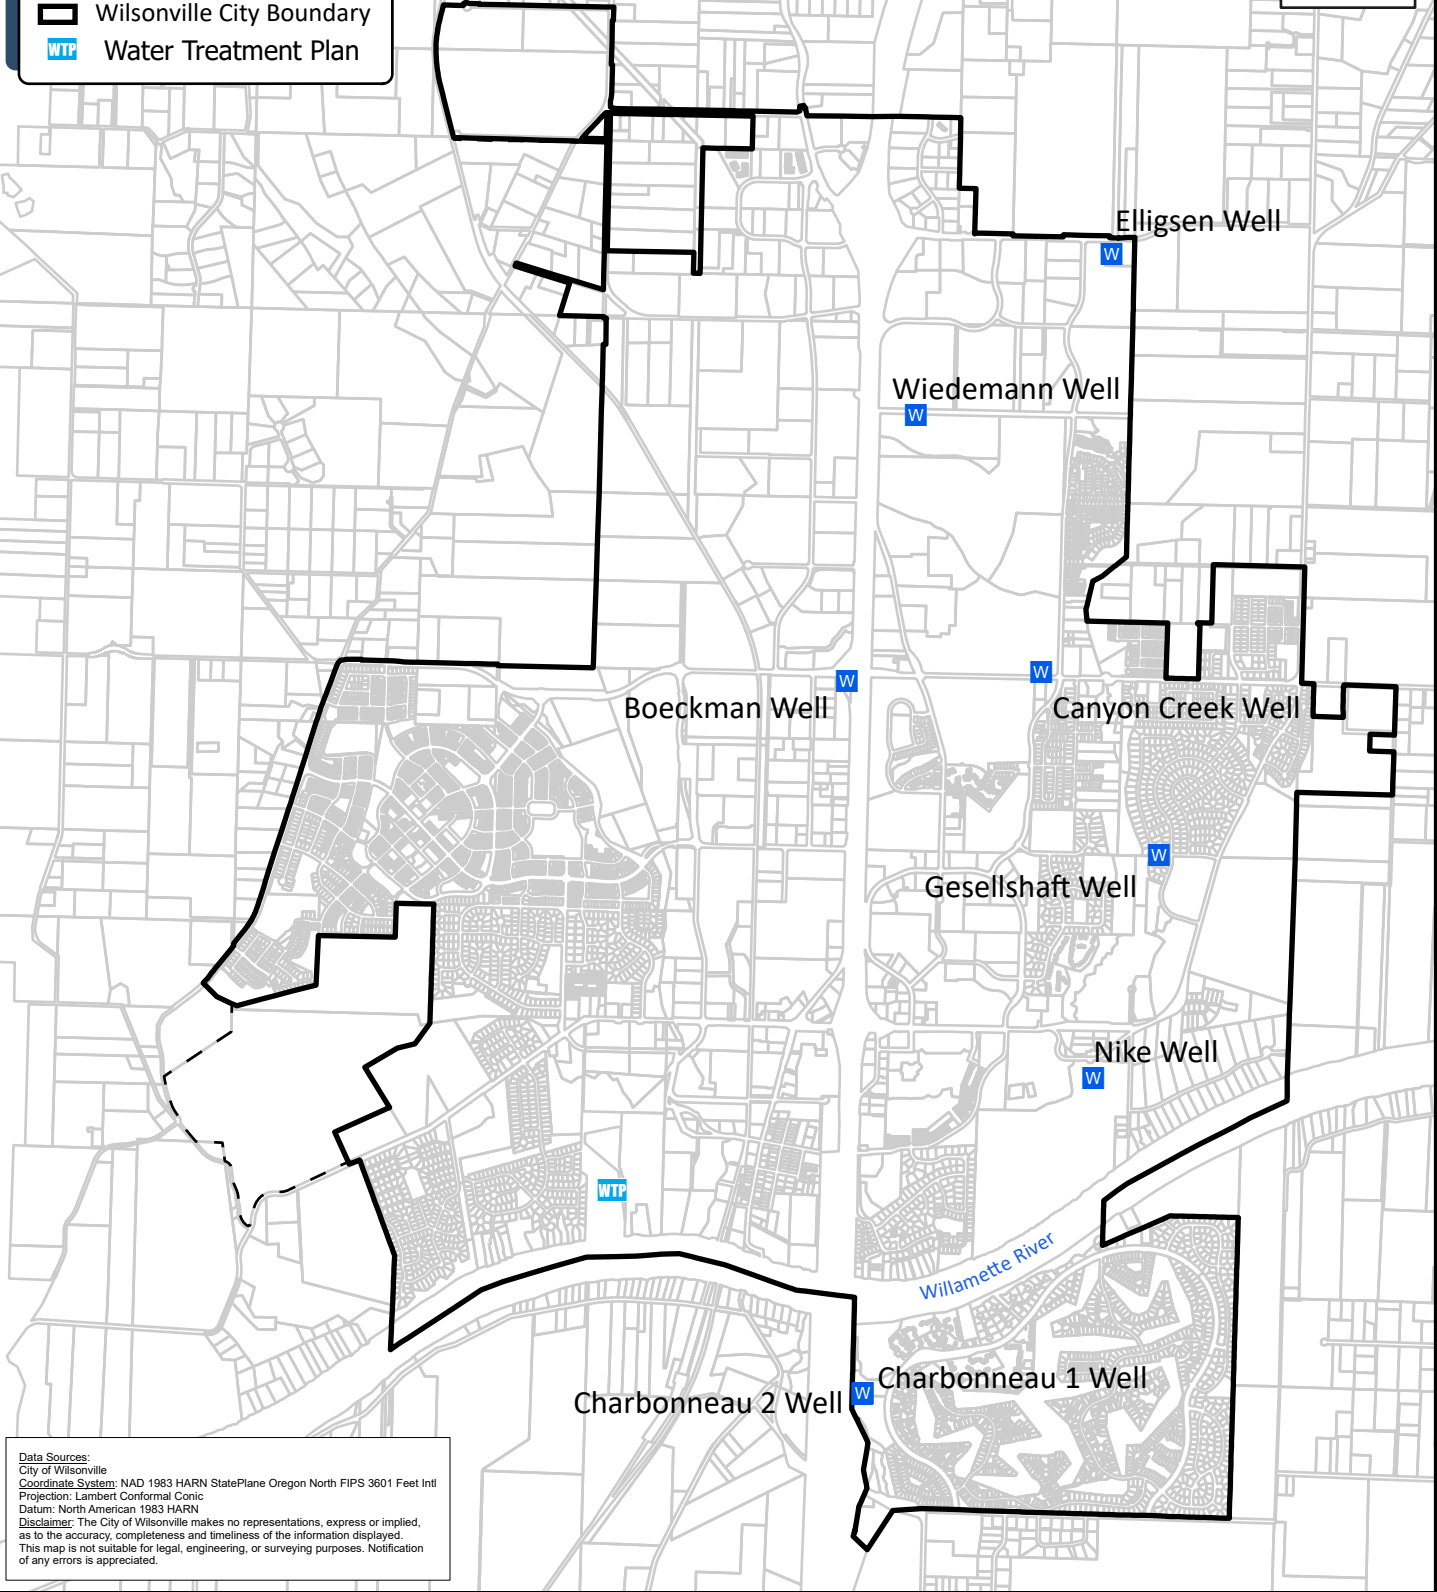 Wilsonville City Boundary
WTP Water Treatment Plan
Elligsen Well
W
Wiedemann Well
W
W
W
Boeckman Well
Canyon Creek Well
W
Gesellshaft Well
Nike Well
W
WTP
Willamette River
Charbonneau 1 Well
W
Charbonneau 2 Well
Data Sources:
City of Wilsonville
Coordinate System: NAD 1983 HARN StatePlane Oregon North FIPS 3601 Feet Intl
Projection: Lambert Conformal Conic
Datum: North American 1983 HARN
Disclaimer: The City of Wilsonville makes no representations, express or implied,
as to the accuracy, completeness and timeliness of the information displayed.
This map is not suitable for legal, engineering, or surveying purposes. Notification
of any errors is appreciated.